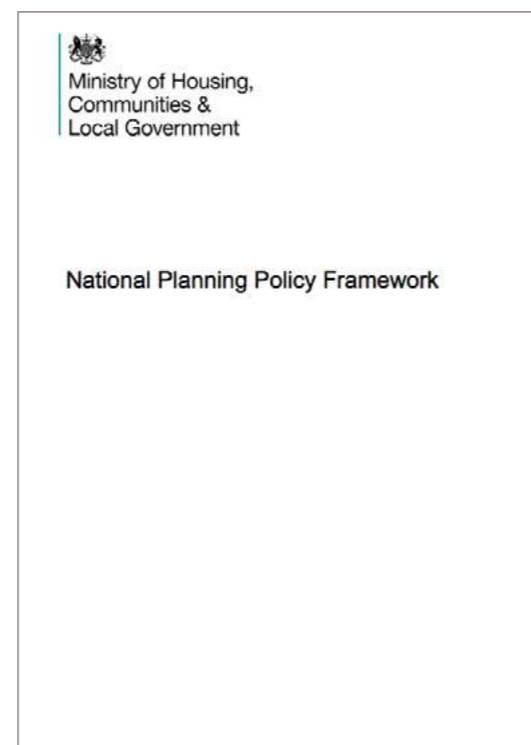 Ministry of Housing,
Communities &
Local Government
National Planning Policy Framework